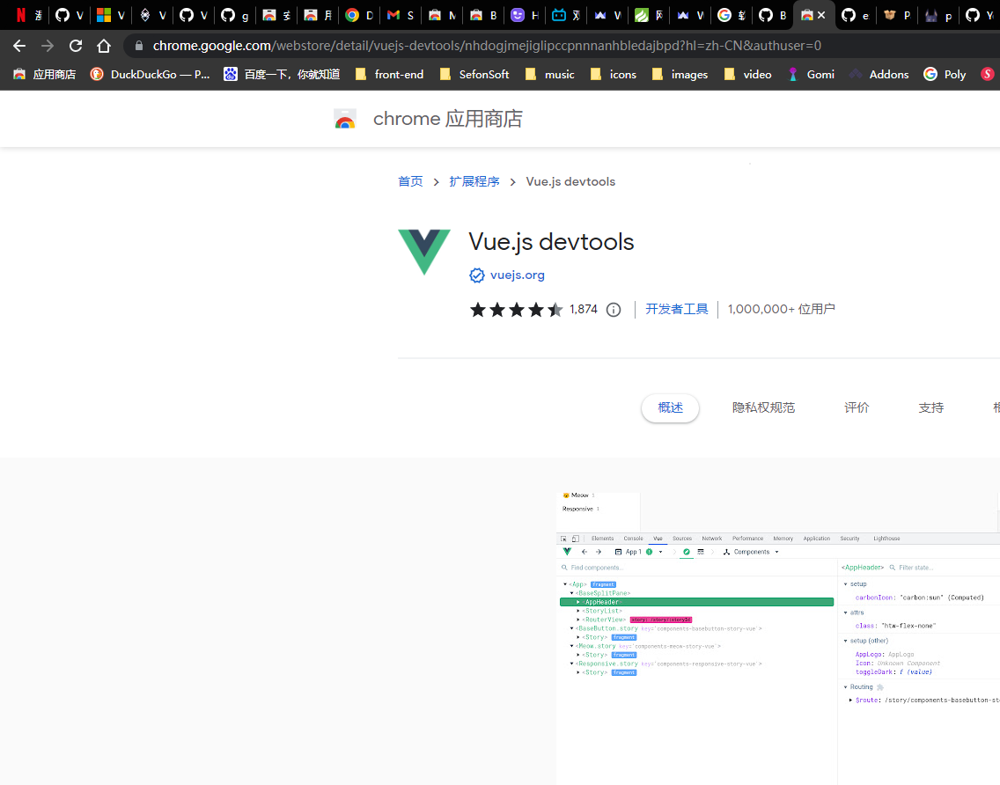 chrome.google.com/webstore/detail/vuejs-devtools/nhdogjmejiglipccpnnnanhbledajbpd?hl=zh-CN&authuser=0
应用商店 DuckDuckGo — P... 百度一下，你就知道 front-end SefonSoft music icons images video Gomi Addons Poly
chrome 应用商店
首页 > 扩展程序 > Vue.js devtools
Vue.js devtools
vuejs.org
1,874 开发者工具 1,000,000+ 位用户
概述 隐私权规范 评价 支持
Meow 1
Responsive 1
Elements Console Vue Sources Network Performance Memory Application Security Lighthouse
App 1 Components
Find components...
<AppHeader> Filter state...
<App> fragment
<BaseSplitPane>
<AppHeader>
<StoryList>
<RouterView> story: /story/:storyId
<BaseButton.story key='components-basebutton-story-vue'>
<Story> fragment
<Meow.story key='components-meow-story-vue'>
<Story> fragment
<Responsive.story key='components-responsive-story-vue'>
<Story> fragment
setup
carbonIcon: "carbon:sun" (Computed)
attrs
class: "htw-flex-none"
setup (other)
AppLogo: AppLogo
Icon: Unknown Component
toggleDark: f (value)
Routing
$route: /story/components-basebutton-sto